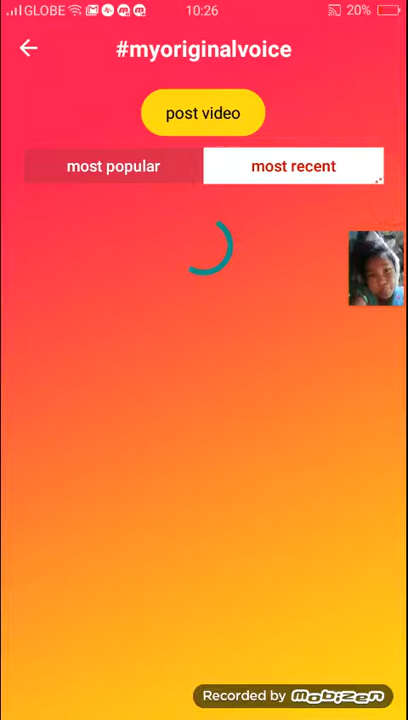 GLOBE 10:26 20%
#myoriginalvoice
post video
most popular most recent
Recorded by mobizen